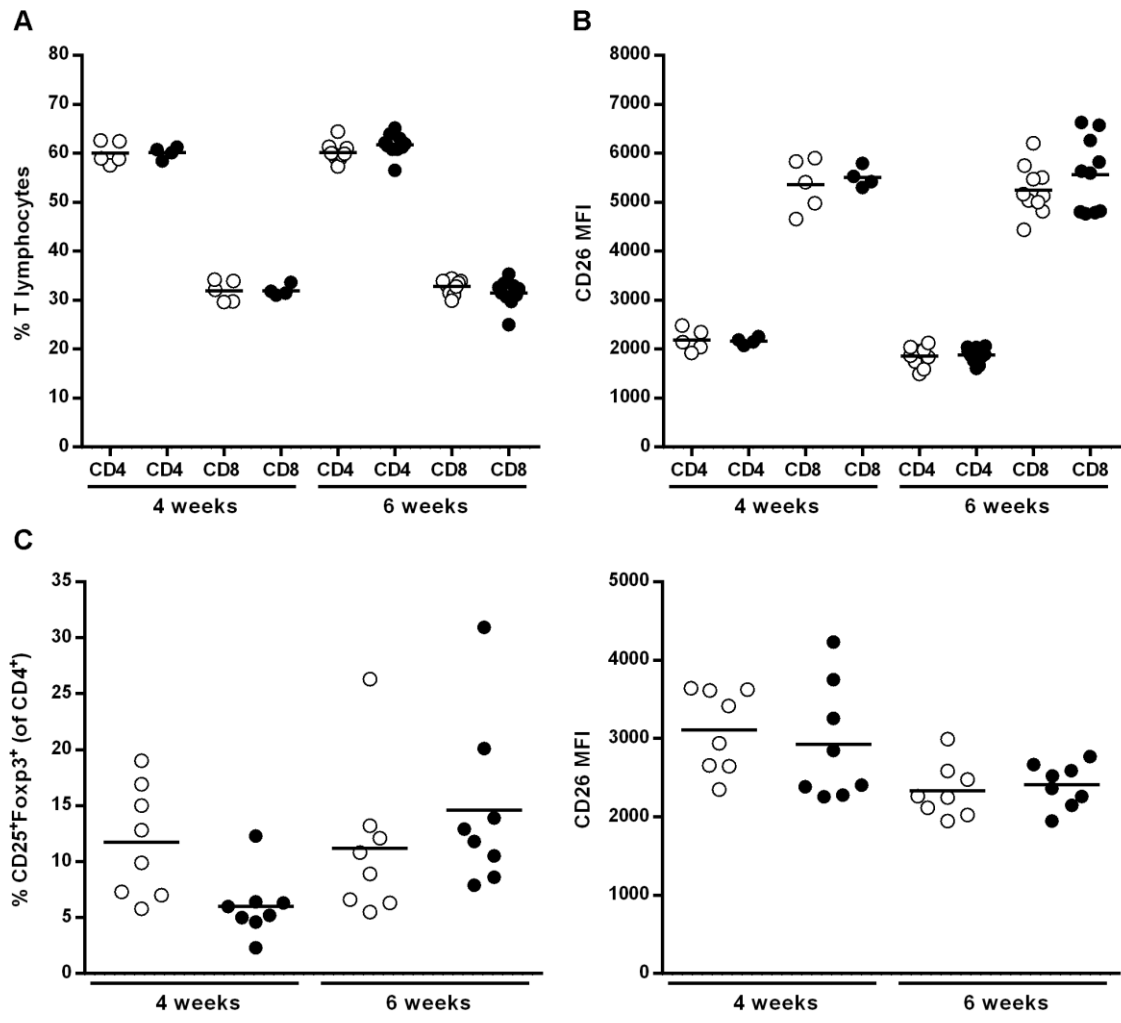 A
% T lymphocytes
80
70
60
50
40
30
20
10
0
CD4 CD4 CD8 CD8 CD4 CD4 CD8 CD8
4 weeks 6 weeks
B
CD26 MFI
8000
7000
6000
5000
4000
3000
2000
1000
0
CD4 CD4 CD8 CD8 CD4 CD4 CD8 CD8
4 weeks 6 weeks
C
% CD25⁺Foxp3⁺ (of CD4⁺)
35
30
25
20
15
10
5
0
4 weeks 6 weeks
CD26 MFI
5000
4000
3000
2000
1000
0
4 weeks 6 weeks